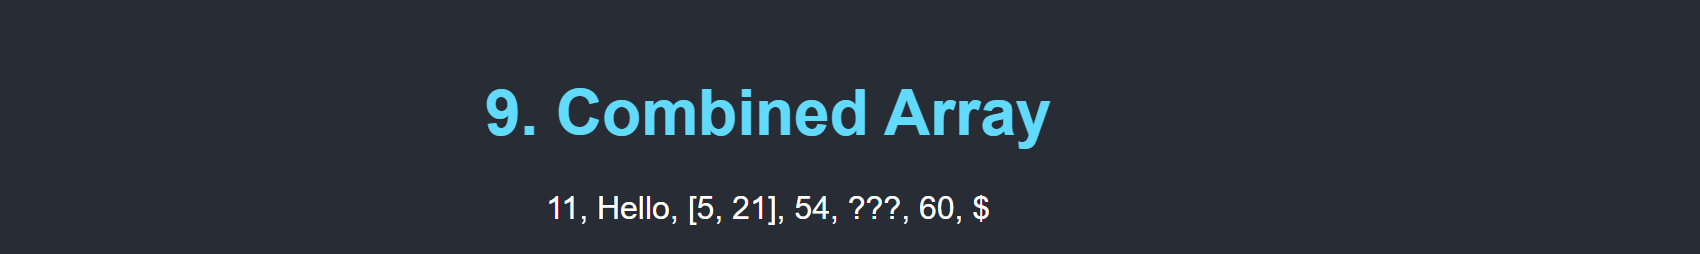 9. Combined Array
11, Hello, [5, 21], 54, ???, 60, $